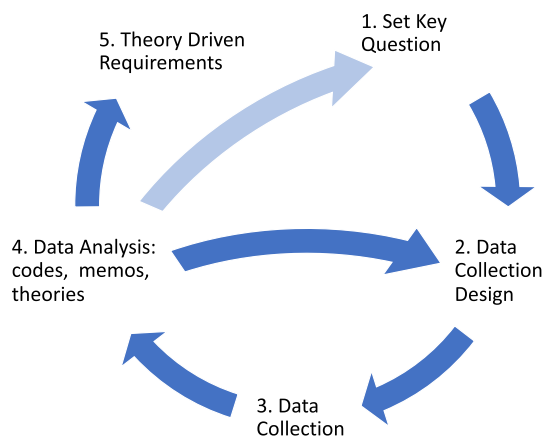 1. Set Key
Question
5. Theory Driven
Requirements
4. Data Analysis:
codes, memos,
theories
2. Data
Collection
Design
3. Data
Collection